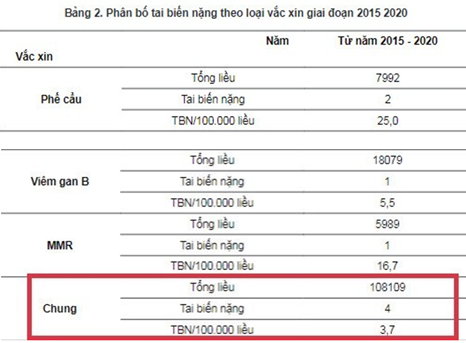 Bảng 2. Phân bố tai biến nặng theo loại vắc xin giai đoạn 2015 2020
Năm Từ năm 2015 - 2020
Vắc xin
Tổng liều 7992
Phế cầu Tai biến nặng 2
TBN/100.000 liều 25,0
Tổng liều 18079
Viêm gan B Tai biến nặng 1
TBN/100.000 liều 5,5
Tổng liều 5989
MMR Tai biến nặng 1
TBN/100.000 liều 16,7
Tổng liều 108109
Chung Tai biến nặng 4
TBN/100.000 liều 3,7